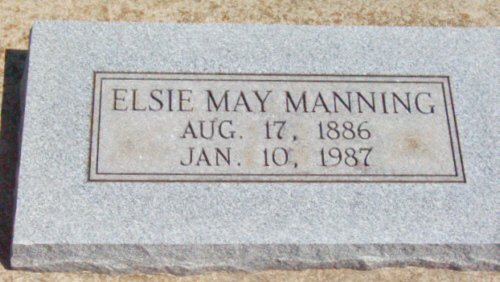 ELSIE MAY MANNING
AUG. 17, 1886
JAN. 10, 1987